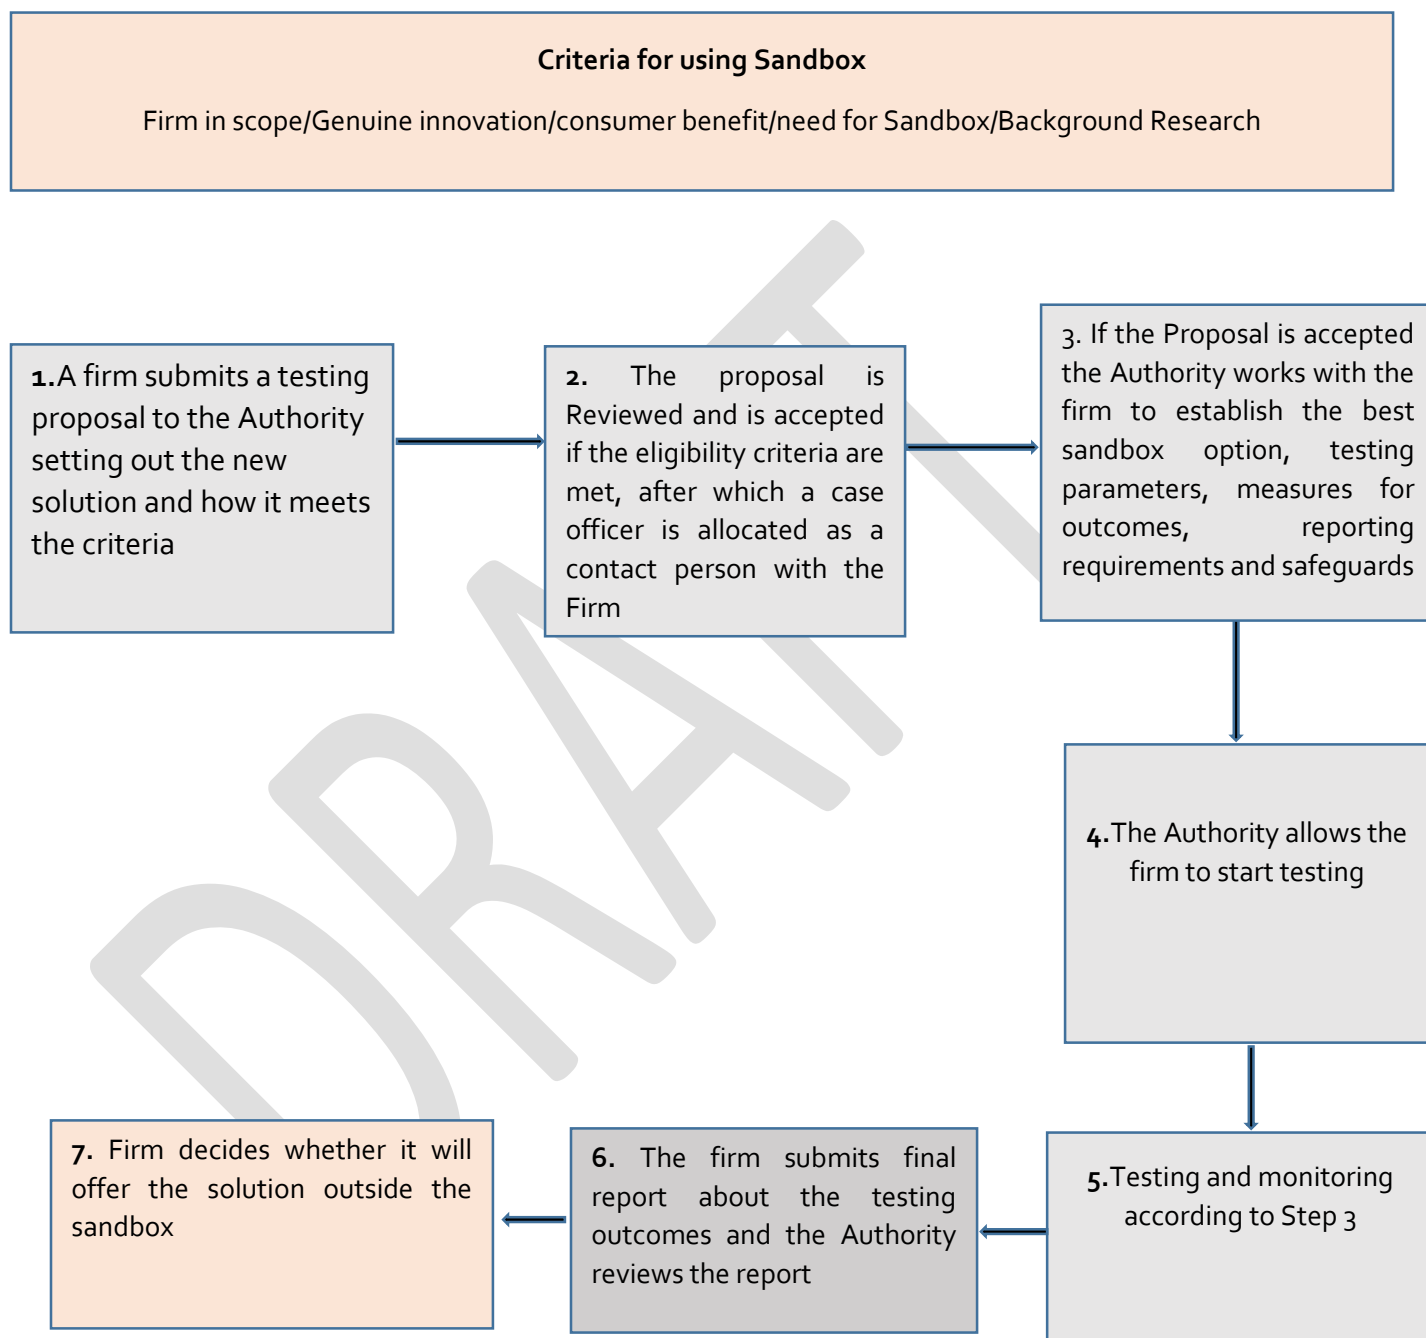 Criteria for using Sandbox
Firm in scope/Genuine innovation/consumer benefit/need for Sandbox/Background Research
1.A firm submits a testing
proposal to the Authority
setting out the new
solution and how it meets
the criteria
2. The proposal is
Reviewed and is accepted
if the eligibility criteria are
met, after which a case
officer is allocated as a
contact person with the
Firm
3. If the Proposal is accepted
the Authority works with the
firm to establish the best
sandbox option, testing
parameters, measures for
outcomes, reporting
requirements and safeguards
4.The Authority allows the
firm to start testing
5.Testing and monitoring
according to Step 3
6. The firm submits final
report about the testing
outcomes and the Authority
reviews the report
7. Firm decides whether it will
offer the solution outside the
sandbox
DRAFT